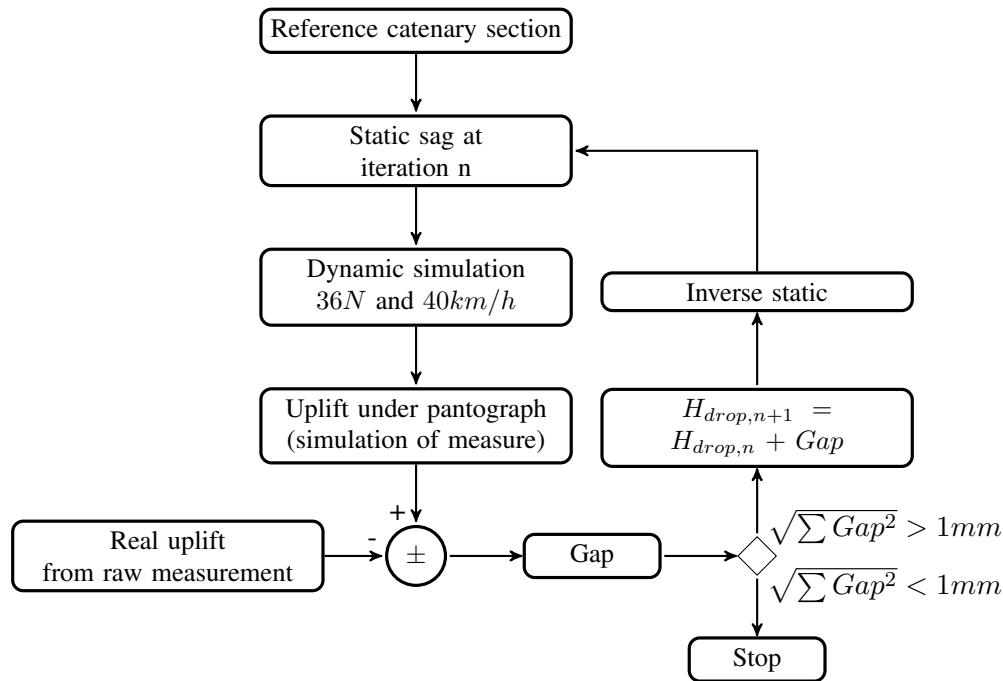 Reference catenary section
Static sag at
iteration n
Dynamic simulation
36N and 40km/h
Inverse static
Uplift under pantograph
(simulation of measure)
H_{drop,n+1} =
H_{drop,n} + Gap
+
-
Real uplift
from raw measurement
±
Gap
√∑ Gap² > 1mm
√∑ Gap² < 1mm
Stop